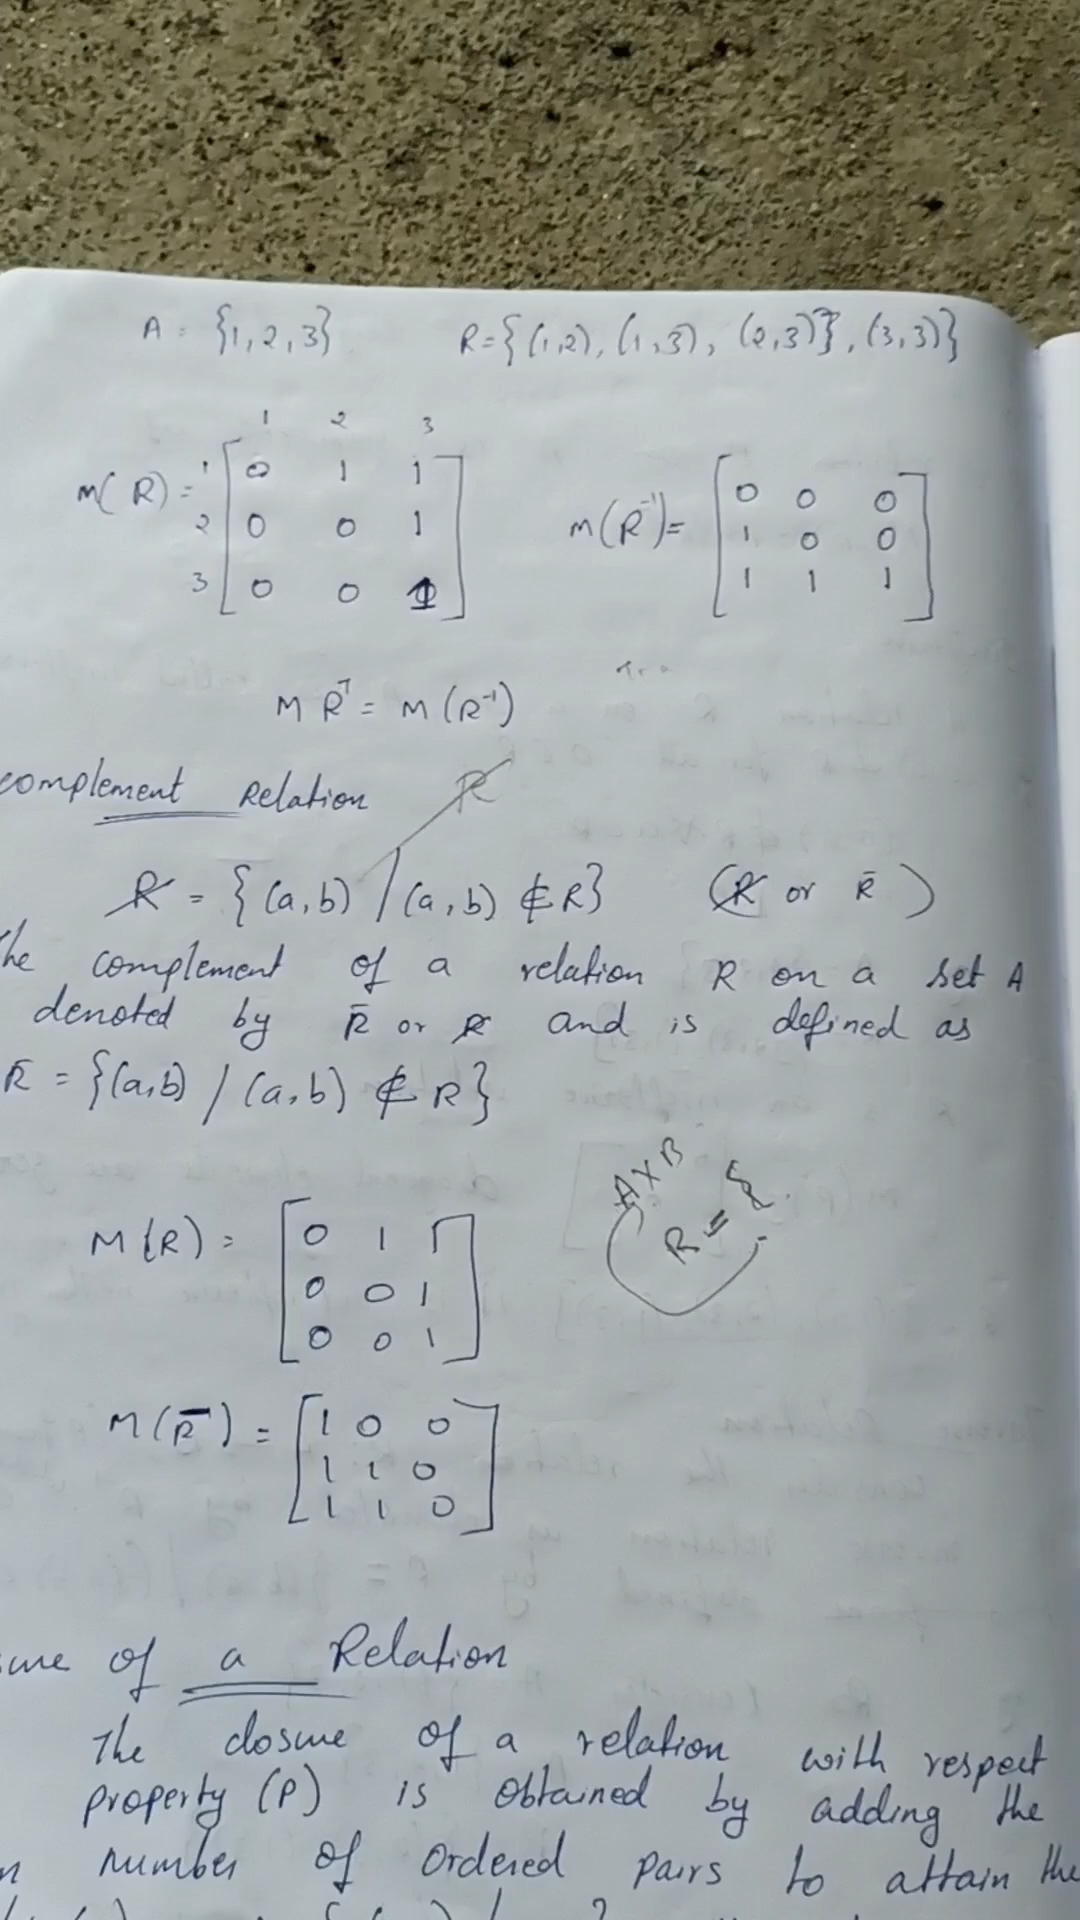 A = {1,2,3} R={(1,2), (1,3), (2,3)}, (3,3)}
1 2 3
M( R) = 1 [0 1 1]
2 [0 0 1]
3 [0 0 1]
M(R⁻¹)= [0 0 0]
[1 0 0]
[1 1 1]
M Rᵀ = M (R⁻¹)
complement Relation
R̸ = { (a,b) / (a,b) ∉ R} (R̸ or R̄ )
complement of a relation R on a set A
denoted by R̄ or R̸ and is defined as
R̄ = {(a,b) / (a,b) ∉ R}
A×B
R = {
M(R) = [0 1 1]
[0 0 1]
[0 0 1]
M(R̄) = [1 0 0]
[1 1 0]
[1 1 0]
of a Relation
The closure of a relation with respect
property (P) is obtained by adding the
number of ordered pairs to attain the